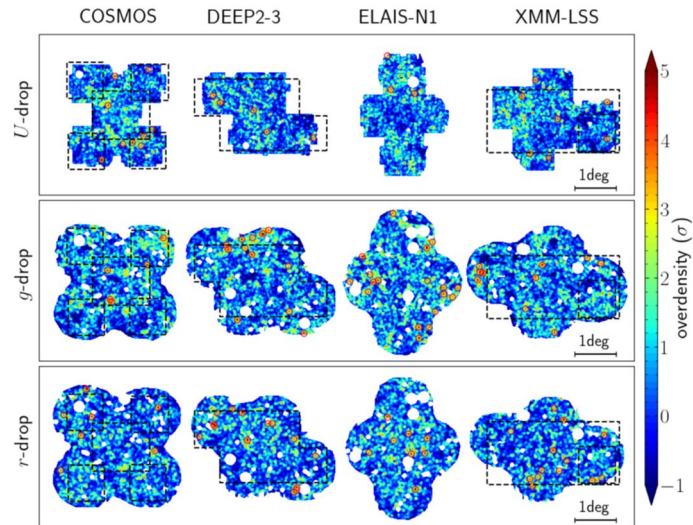 COSMOS DEEP2-3 ELAIS-N1 XMM-LSS
U-drop
1deg
g-drop
1deg
r-drop
1deg
5
4
3
2
1
0
−1
overdensity (σ)